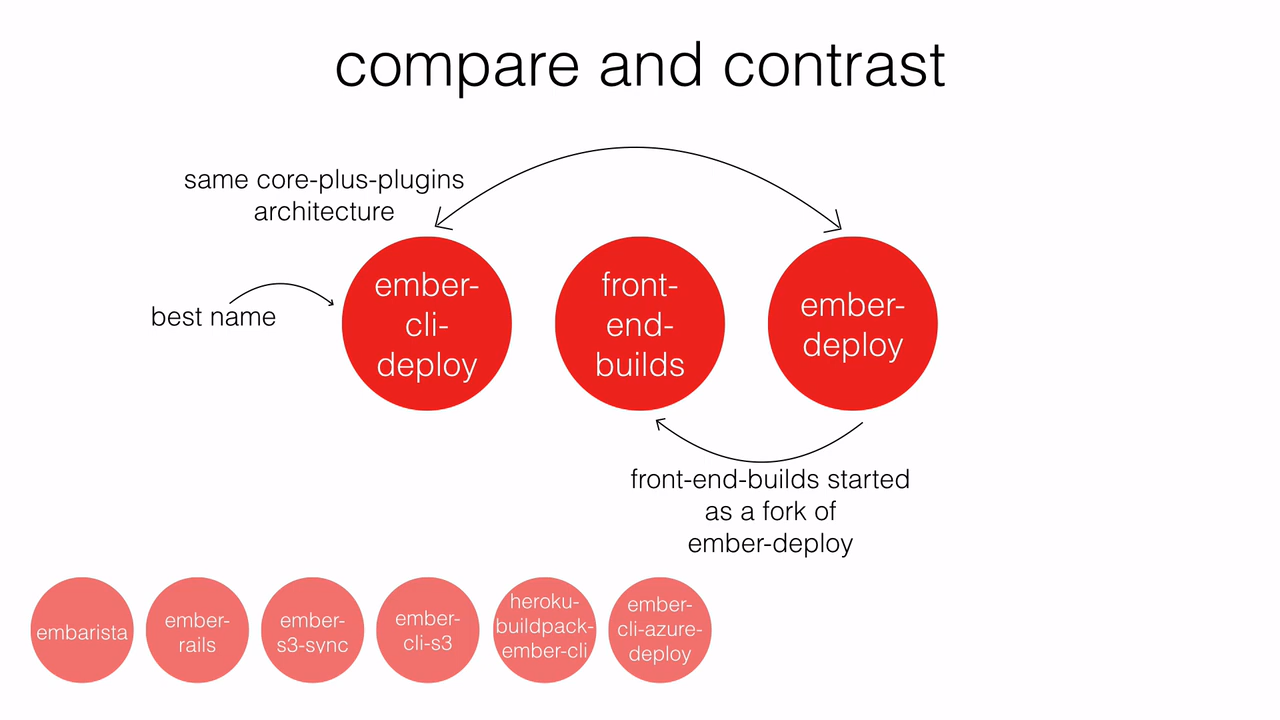 compare and contrast
same core-plus-plugins
architecture
best name
ember-
cli-
deploy
front-
end-
builds
ember-
deploy
front-end-builds started
as a fork of
ember-deploy
embarista
ember-
rails
ember-
s3-sync
ember-
cli-s3
heroku-
buildpack-
ember-cli
ember-
cli-azure-
deploy